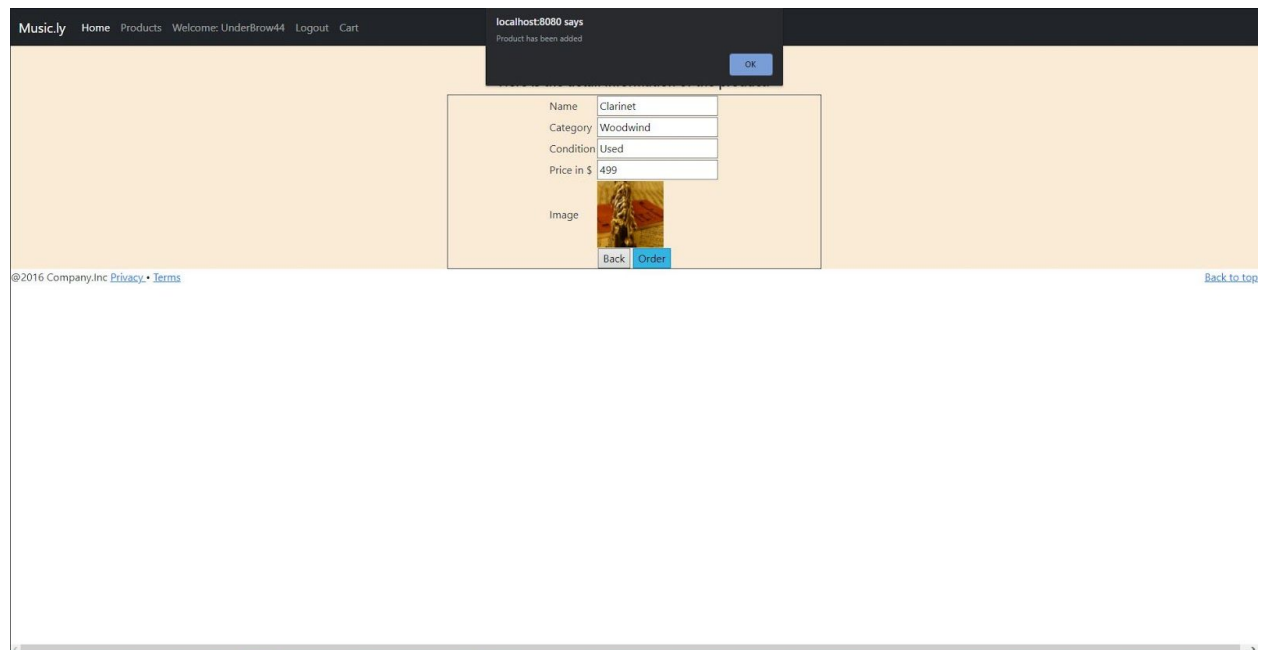 Music.ly Home Products Welcome: UnderBrow44 Logout Cart
localhost:8080 says
Product has been added
OK
Name Clarinet
Category Woodwind
Condition Used
Price in $ 499
Image
Back Order
@2016 Company.Inc Privacy • Terms Back to top